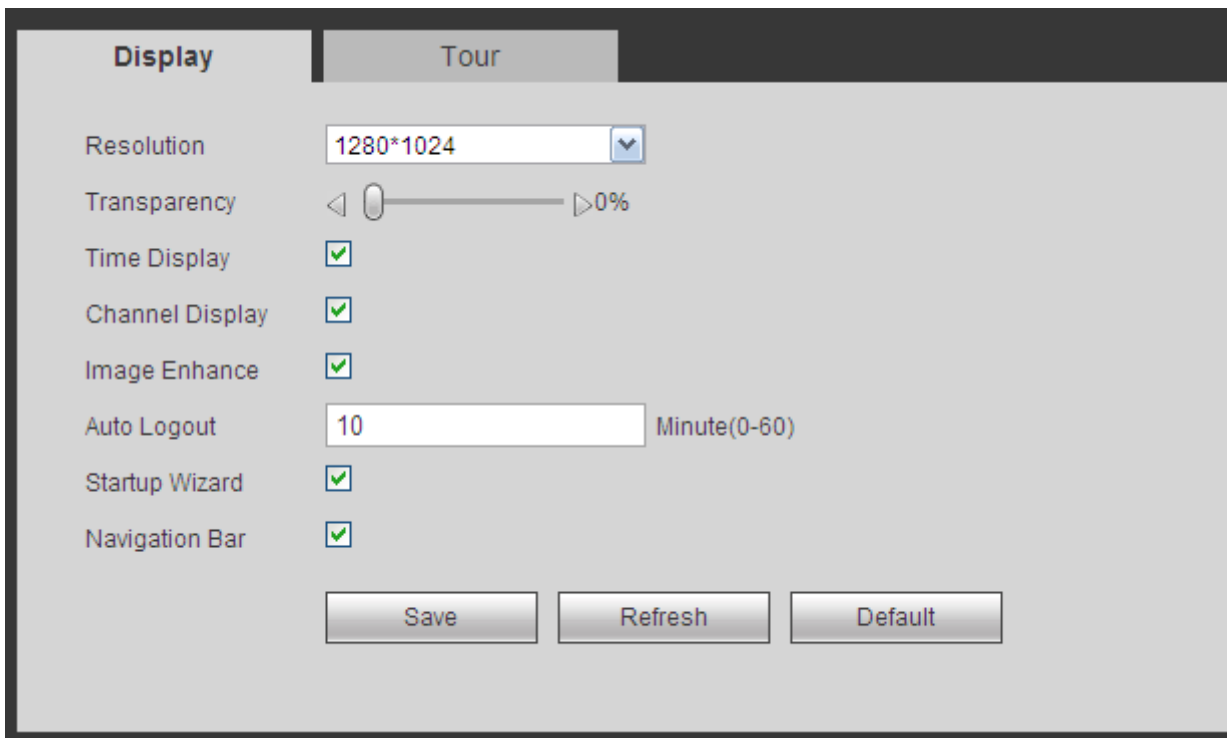 Display Tour
Resolution 1280*1024
Transparency 0%
Time Display
Channel Display
Image Enhance
Auto Logout 10 Minute(0-60)
Startup Wizard
Navigation Bar
Save Refresh Default